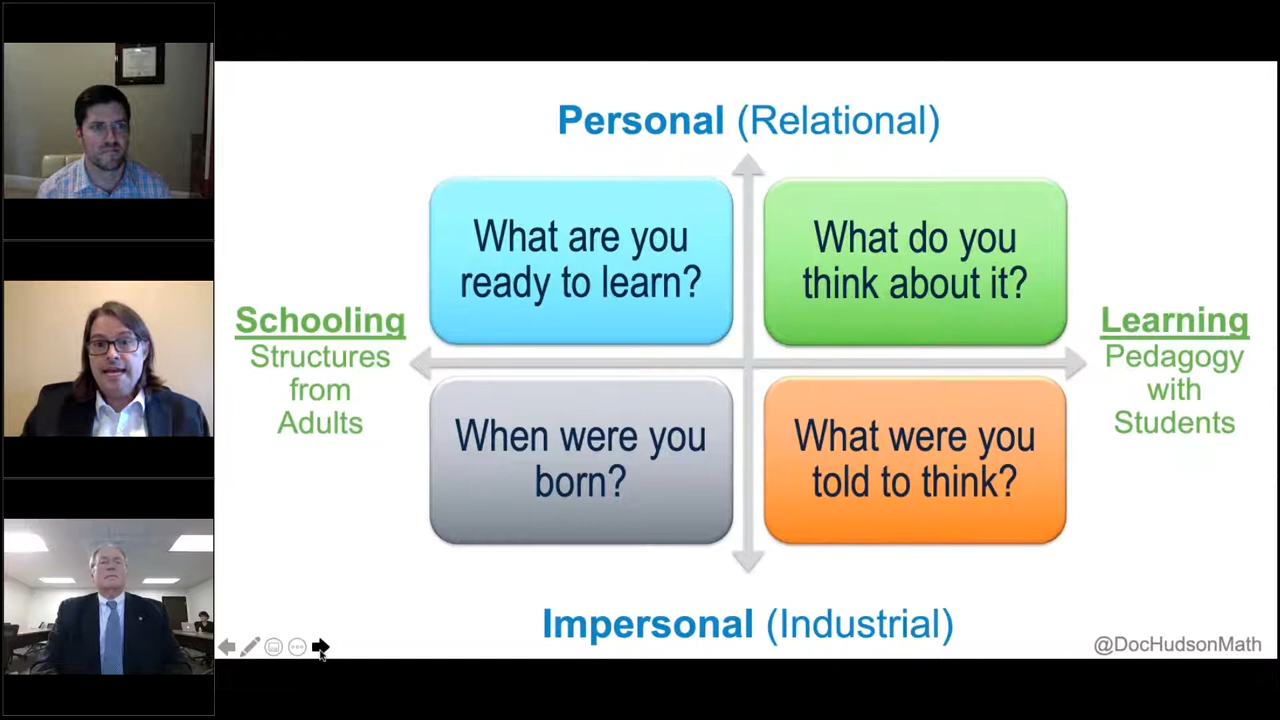 Personal (Relational)
What are you
ready to learn?
What do you
think about it?
Schooling
Structures
from
Adults
Learning
Pedagogy
with
Students
When were you
born?
What were you
told to think?
Impersonal (Industrial)
@DocHudsonMath